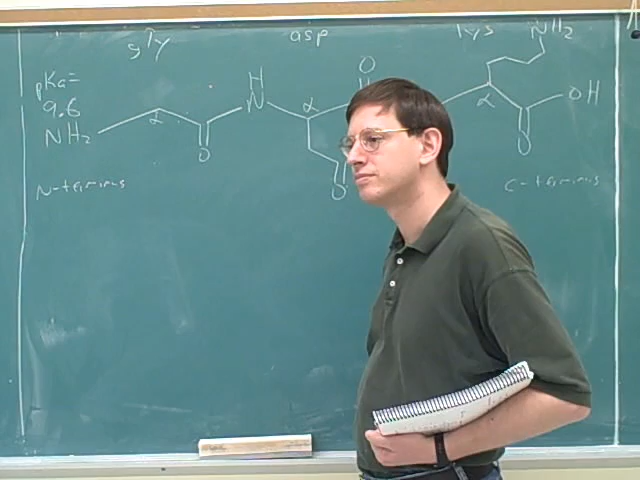 gly asp lys
NH2
pKa=
9.6
NH2 α O H N α O O α O OH
N-terminus C-terminus